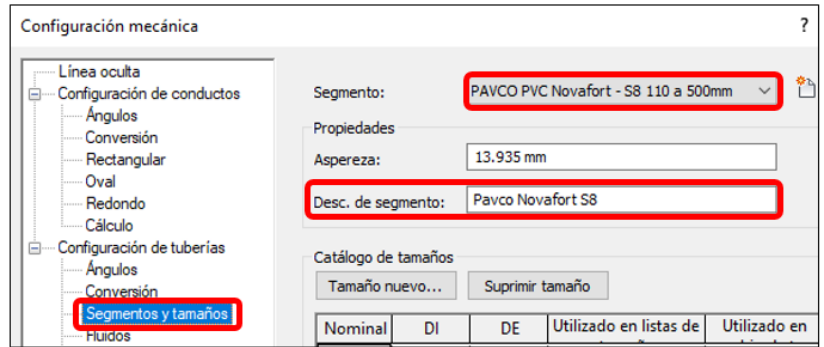 Configuración mecánica ?
Línea oculta
Configuración de conductos
Ángulos
Conversión
Rectangular
Oval
Redondo
Cálculo
Configuración de tuberías
Ángulos
Conversión
Segmentos y tamaños
Fluidos
Segmento: PAVCO PVC Novafort - S8 110 a 500mm
Propiedades
Aspereza: 13.935 mm
Desc. de segmento: Pavco Novafort S8
Catálogo de tamaños
Tamaño nuevo... Suprimir tamaño
Nominal DI DE Utilizado en listas de Utilizado en